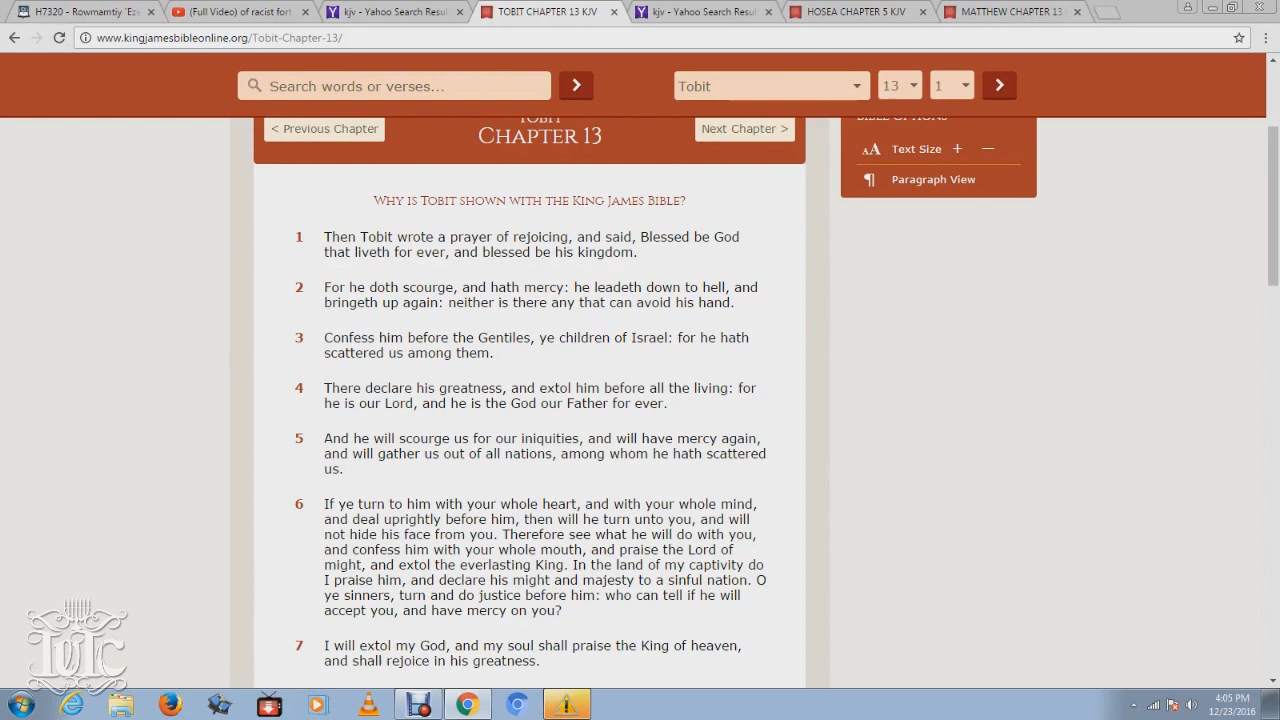 H7320 - Rowmamtiy 'Eze
(Full Video) of racist fort
kjv - Yahoo Search Resul
TOBIT CHAPTER 13 KJV
kjv - Yahoo Search Resul
HOSEA CHAPTER 5 KJV
MATTHEW CHAPTER 13
www.kingjamesbibleonline.org/Tobit-Chapter-13/
Search words or verses...
Tobit
13
1
< Previous Chapter
TOBIT
CHAPTER 13
Next Chapter >
BIBLE OPTIONS
AA Text Size + —
¶ Paragraph View
WHY IS TOBIT SHOWN WITH THE KING JAMES BIBLE?
1 Then Tobit wrote a prayer of rejoicing, and said, Blessed be God
that liveth for ever, and blessed be his kingdom.
2 For he doth scourge, and hath mercy: he leadeth down to hell, and
bringeth up again: neither is there any that can avoid his hand.
3 Confess him before the Gentiles, ye children of Israel: for he hath
scattered us among them.
4 There declare his greatness, and extol him before all the living: for
he is our Lord, and he is the God our Father for ever.
5 And he will scourge us for our iniquities, and will have mercy again,
and will gather us out of all nations, among whom he hath scattered
us.
6 If ye turn to him with your whole heart, and with your whole mind,
and deal uprightly before him, then will he turn unto you, and will
not hide his face from you. Therefore see what he will do with you,
and confess him with your whole mouth, and praise the Lord of
might, and extol the everlasting King. In the land of my captivity do
I praise him, and declare his might and majesty to a sinful nation. O
ye sinners, turn and do justice before him: who can tell if he will
accept you, and have mercy on you?
7 I will extol my God, and my soul shall praise the King of heaven,
and shall rejoice in his greatness.
IUIC
4:05 PM
12/23/2016